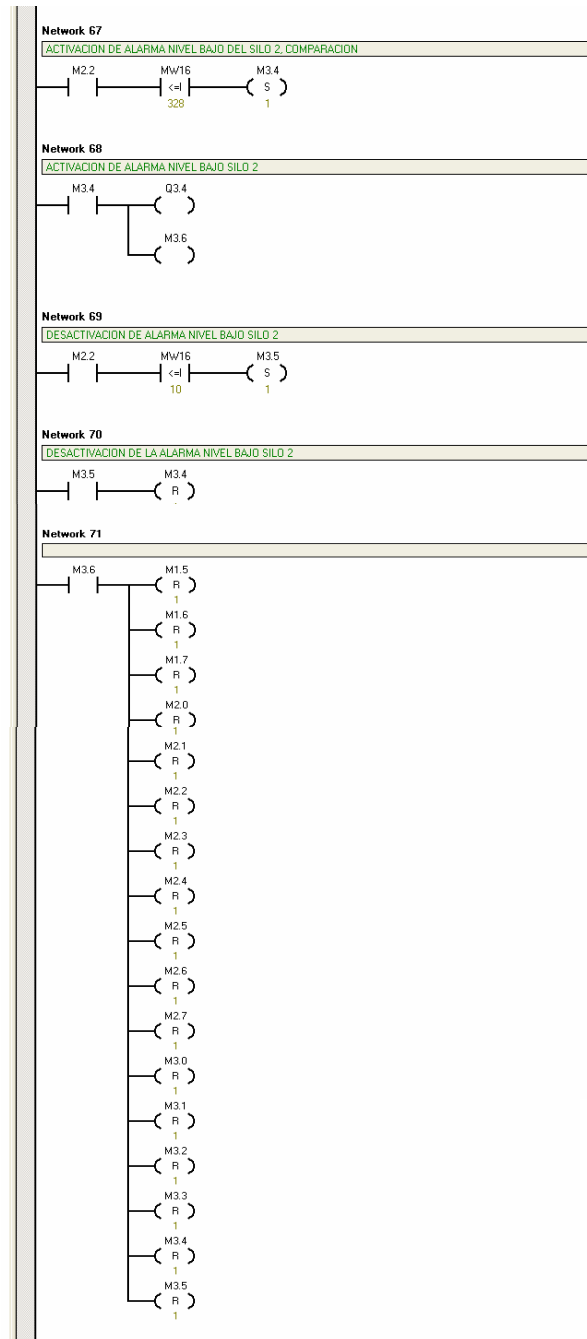 Network 67
ACTIVACION DE ALARMA NIVEL BAJO DEL SILO 2, COMPARACION
M2.2 MW16 M3.4
<=I S
328 1
Network 68
ACTIVACION DE ALARMA NIVEL BAJO SILO 2
M3.4 Q3.4
M3.6
Network 69
DESACTIVACION DE ALARMA NIVEL BAJO SILO 2
M2.2 MW16 M3.5
<=I S
10 1
Network 70
DESACTIVACION DE LA ALARMA NIVEL BAJO SILO 2
M3.5 M3.4
R
Network 71
M3.6 M1.5
R
1
M1.6
R
1
M1.7
R
1
M2.0
R
1
M2.1
R
1
M2.2
R
1
M2.3
R
1
M2.4
R
1
M2.5
R
1
M2.6
R
1
M2.7
R
1
M3.0
R
1
M3.1
R
1
M3.2
R
1
M3.3
R
1
M3.4
R
1
M3.5
R
1